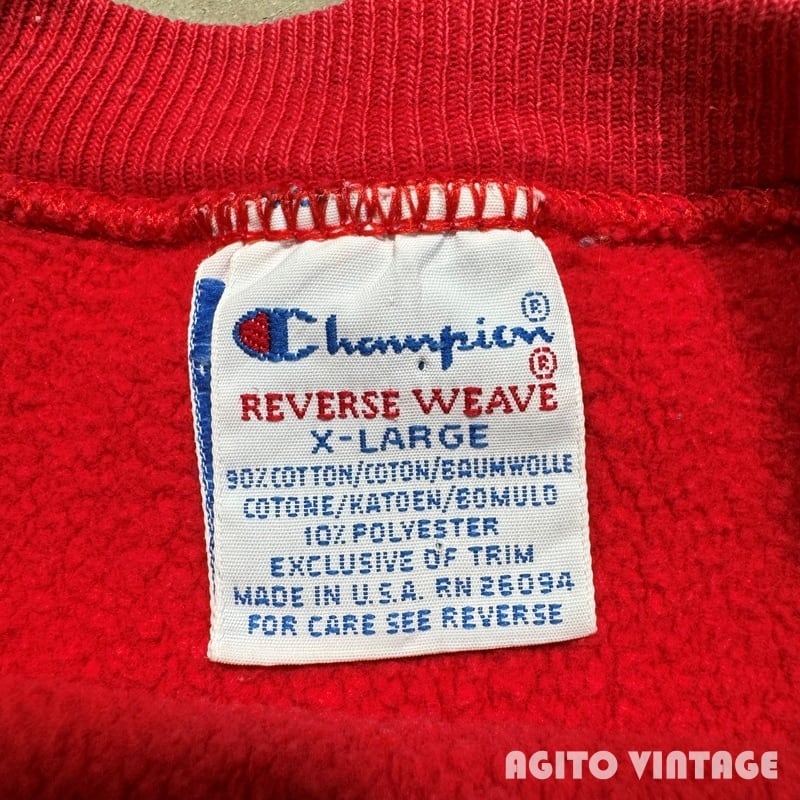 Champion®
®
REVERSE WEAVE
X-LARGE
90% COTTON/COTON/BAUMWOLLE
COTONE/KATOEN/BOMULD
10% POLYESTER
EXCLUSIVE OF TRIM
MADE IN U.S.A. RN 26094
FOR CARE SEE REVERSE
AGITO VINTAGE